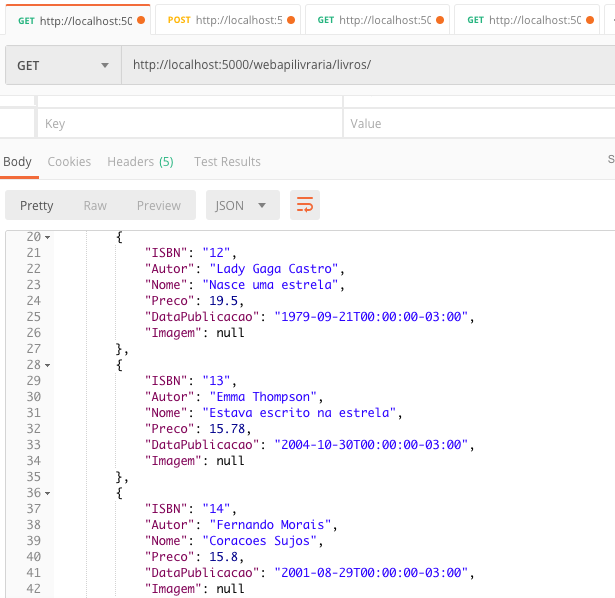 GET http://localhost:50 POST http://localhost:5 GET http://localhost:50 GET http://localhost:50
GET http://localhost:5000/webapilivraria/livros/
Key Value
Body Cookies Headers (5) Test Results S
Pretty Raw Preview JSON
20 {
21 "ISBN": "12",
22 "Autor": "Lady Gaga Castro",
23 "Nome": "Nasce uma estrela",
24 "Preco": 19.5,
25 "DataPublicacao": "1979-09-21T00:00:00-03:00",
26 "Imagem": null
27 },
28 {
29 "ISBN": "13",
30 "Autor": "Emma Thompson",
31 "Nome": "Estava escrito na estrela",
32 "Preco": 15.78,
33 "DataPublicacao": "2004-10-30T00:00:00-03:00",
34 "Imagem": null
35 },
36 {
37 "ISBN": "14",
38 "Autor": "Fernando Morais",
39 "Nome": "Coracoes Sujos",
40 "Preco": 15.8,
41 "DataPublicacao": "2001-08-29T00:00:00-03:00",
42 "Imagem": null